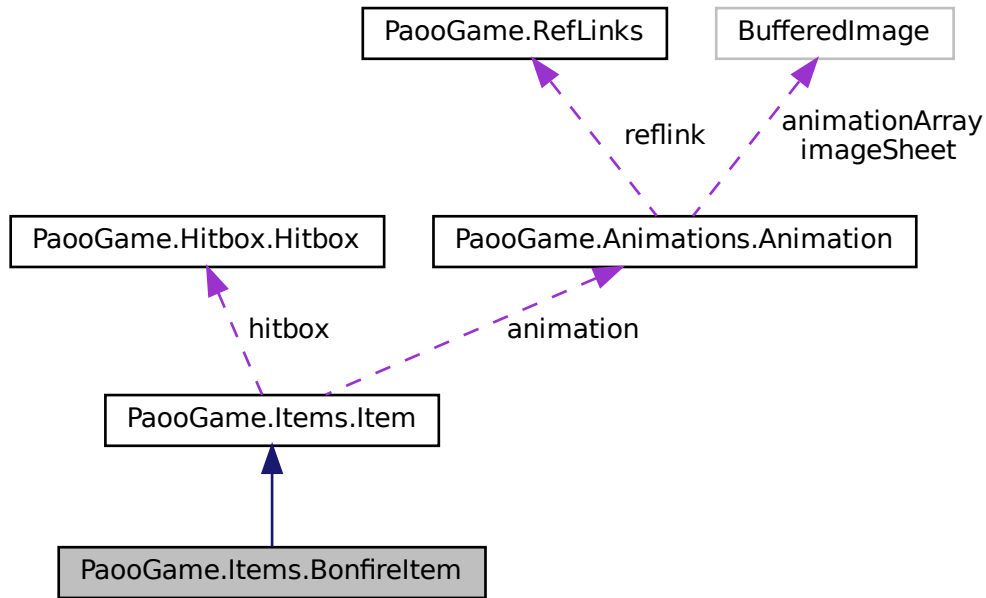 PaooGame.RefLinks
BufferedImage
reflink
animationArray
imageSheet
PaooGame.Hitbox.Hitbox
PaooGame.Animations.Animation
hitbox
animation
PaooGame.Items.Item
PaooGame.Items.BonfireItem